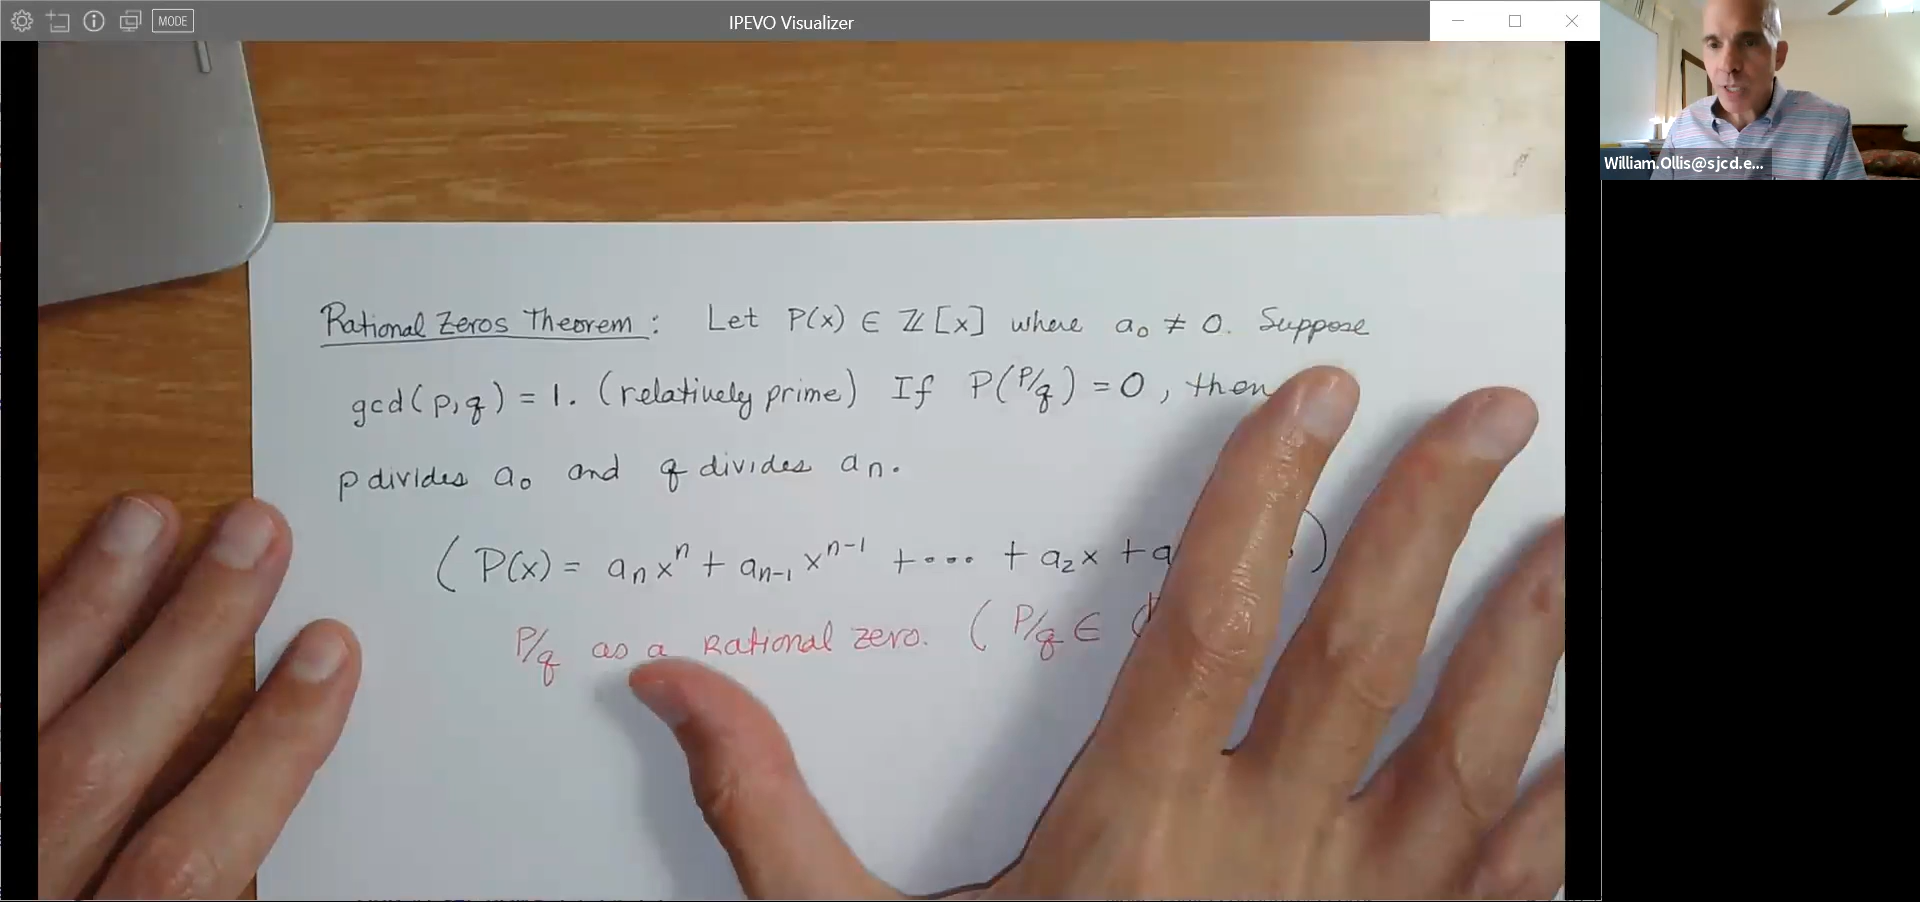 MODE
IPEVO Visualizer
William.Ollis@sjcd.e...
Rational Zeros Theorem: Let P(x) ∈ ℤ[x] where a₀ ≠ 0. Suppose
gcd(p,q) = 1. (relatively prime) If P(P/q) = 0, then
p divides a₀ and q divides aₙ.
( P(x) = aₙxⁿ + aₙ₋₁xⁿ⁻¹ + ··· + a₂x + a )
P/q as a Rational zero. ( P/q ∈